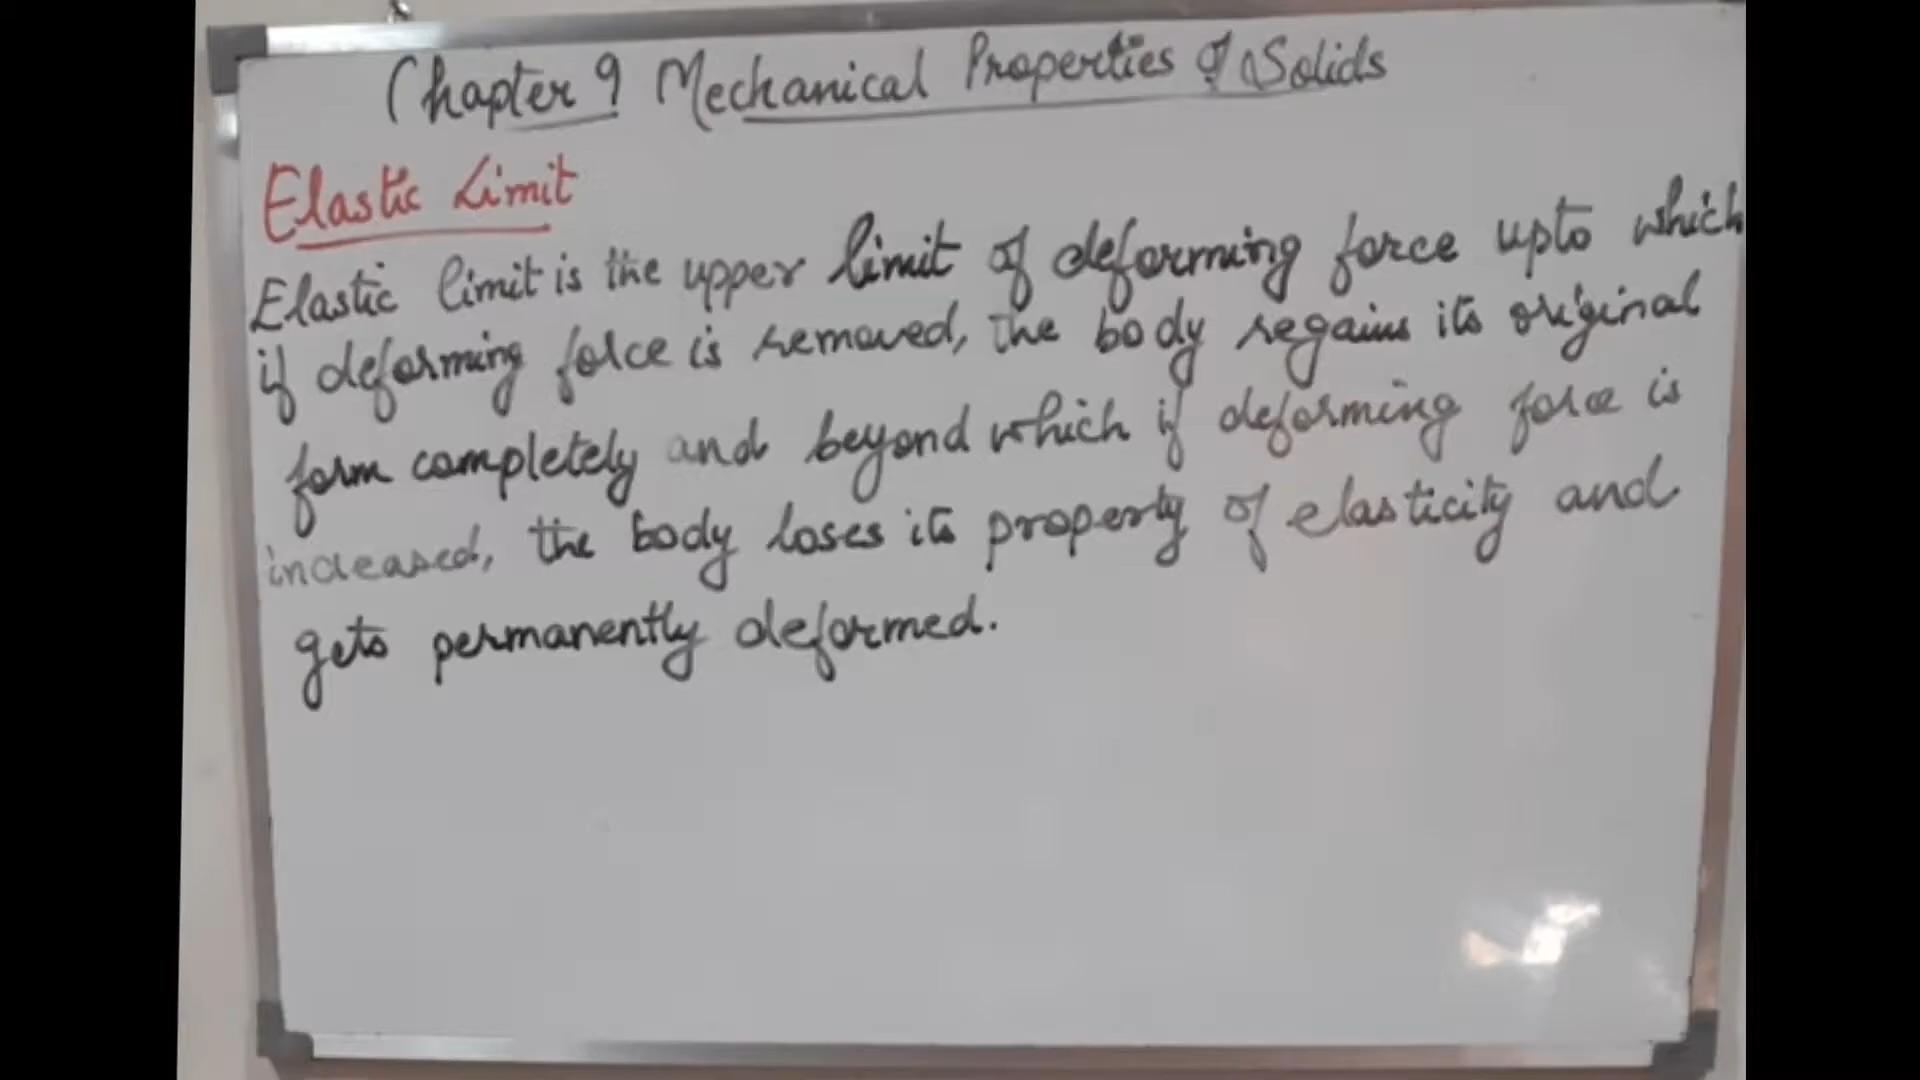 Chapter 9 Mechanical Properties of Solids
Elastic Limit
Elastic limit is the upper limit of deforming force upto which
if deforming force is removed, the body regains its original
form completely and beyond which if deforming force is
increased, the body loses its property of elasticity and
gets permanently deformed.